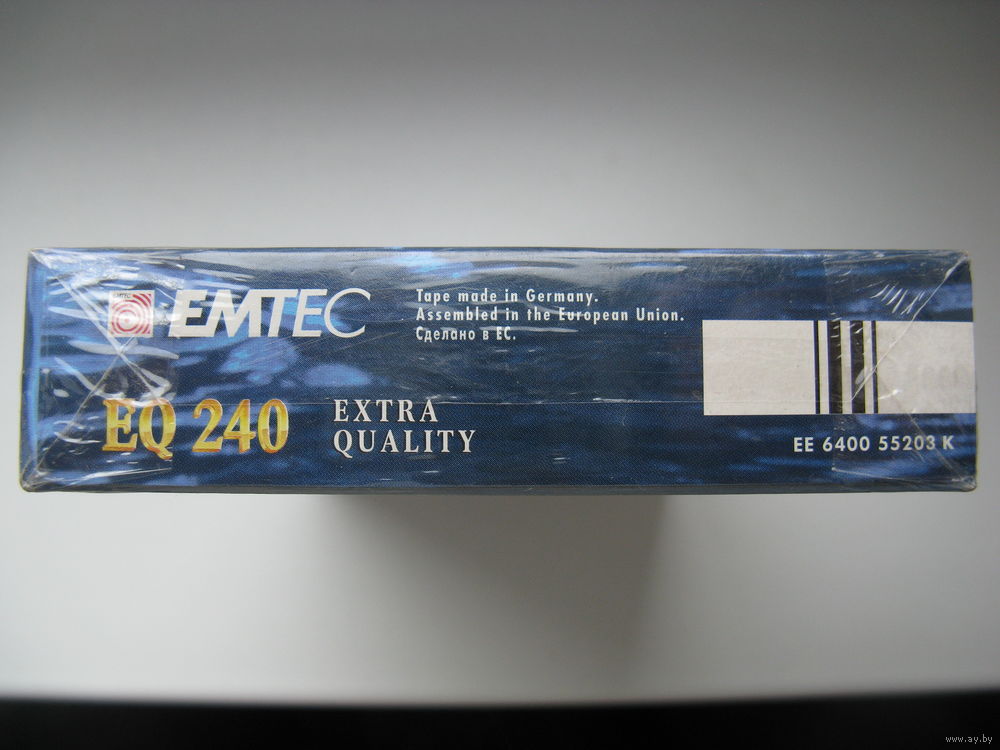 EMTEC
EMTEC
Tape made in Germany.
Assembled in the European Union.
Сделано в ЕС.
EQ 240
EXTRA
QUALITY
EE 6400 55203 K
www.ay.by